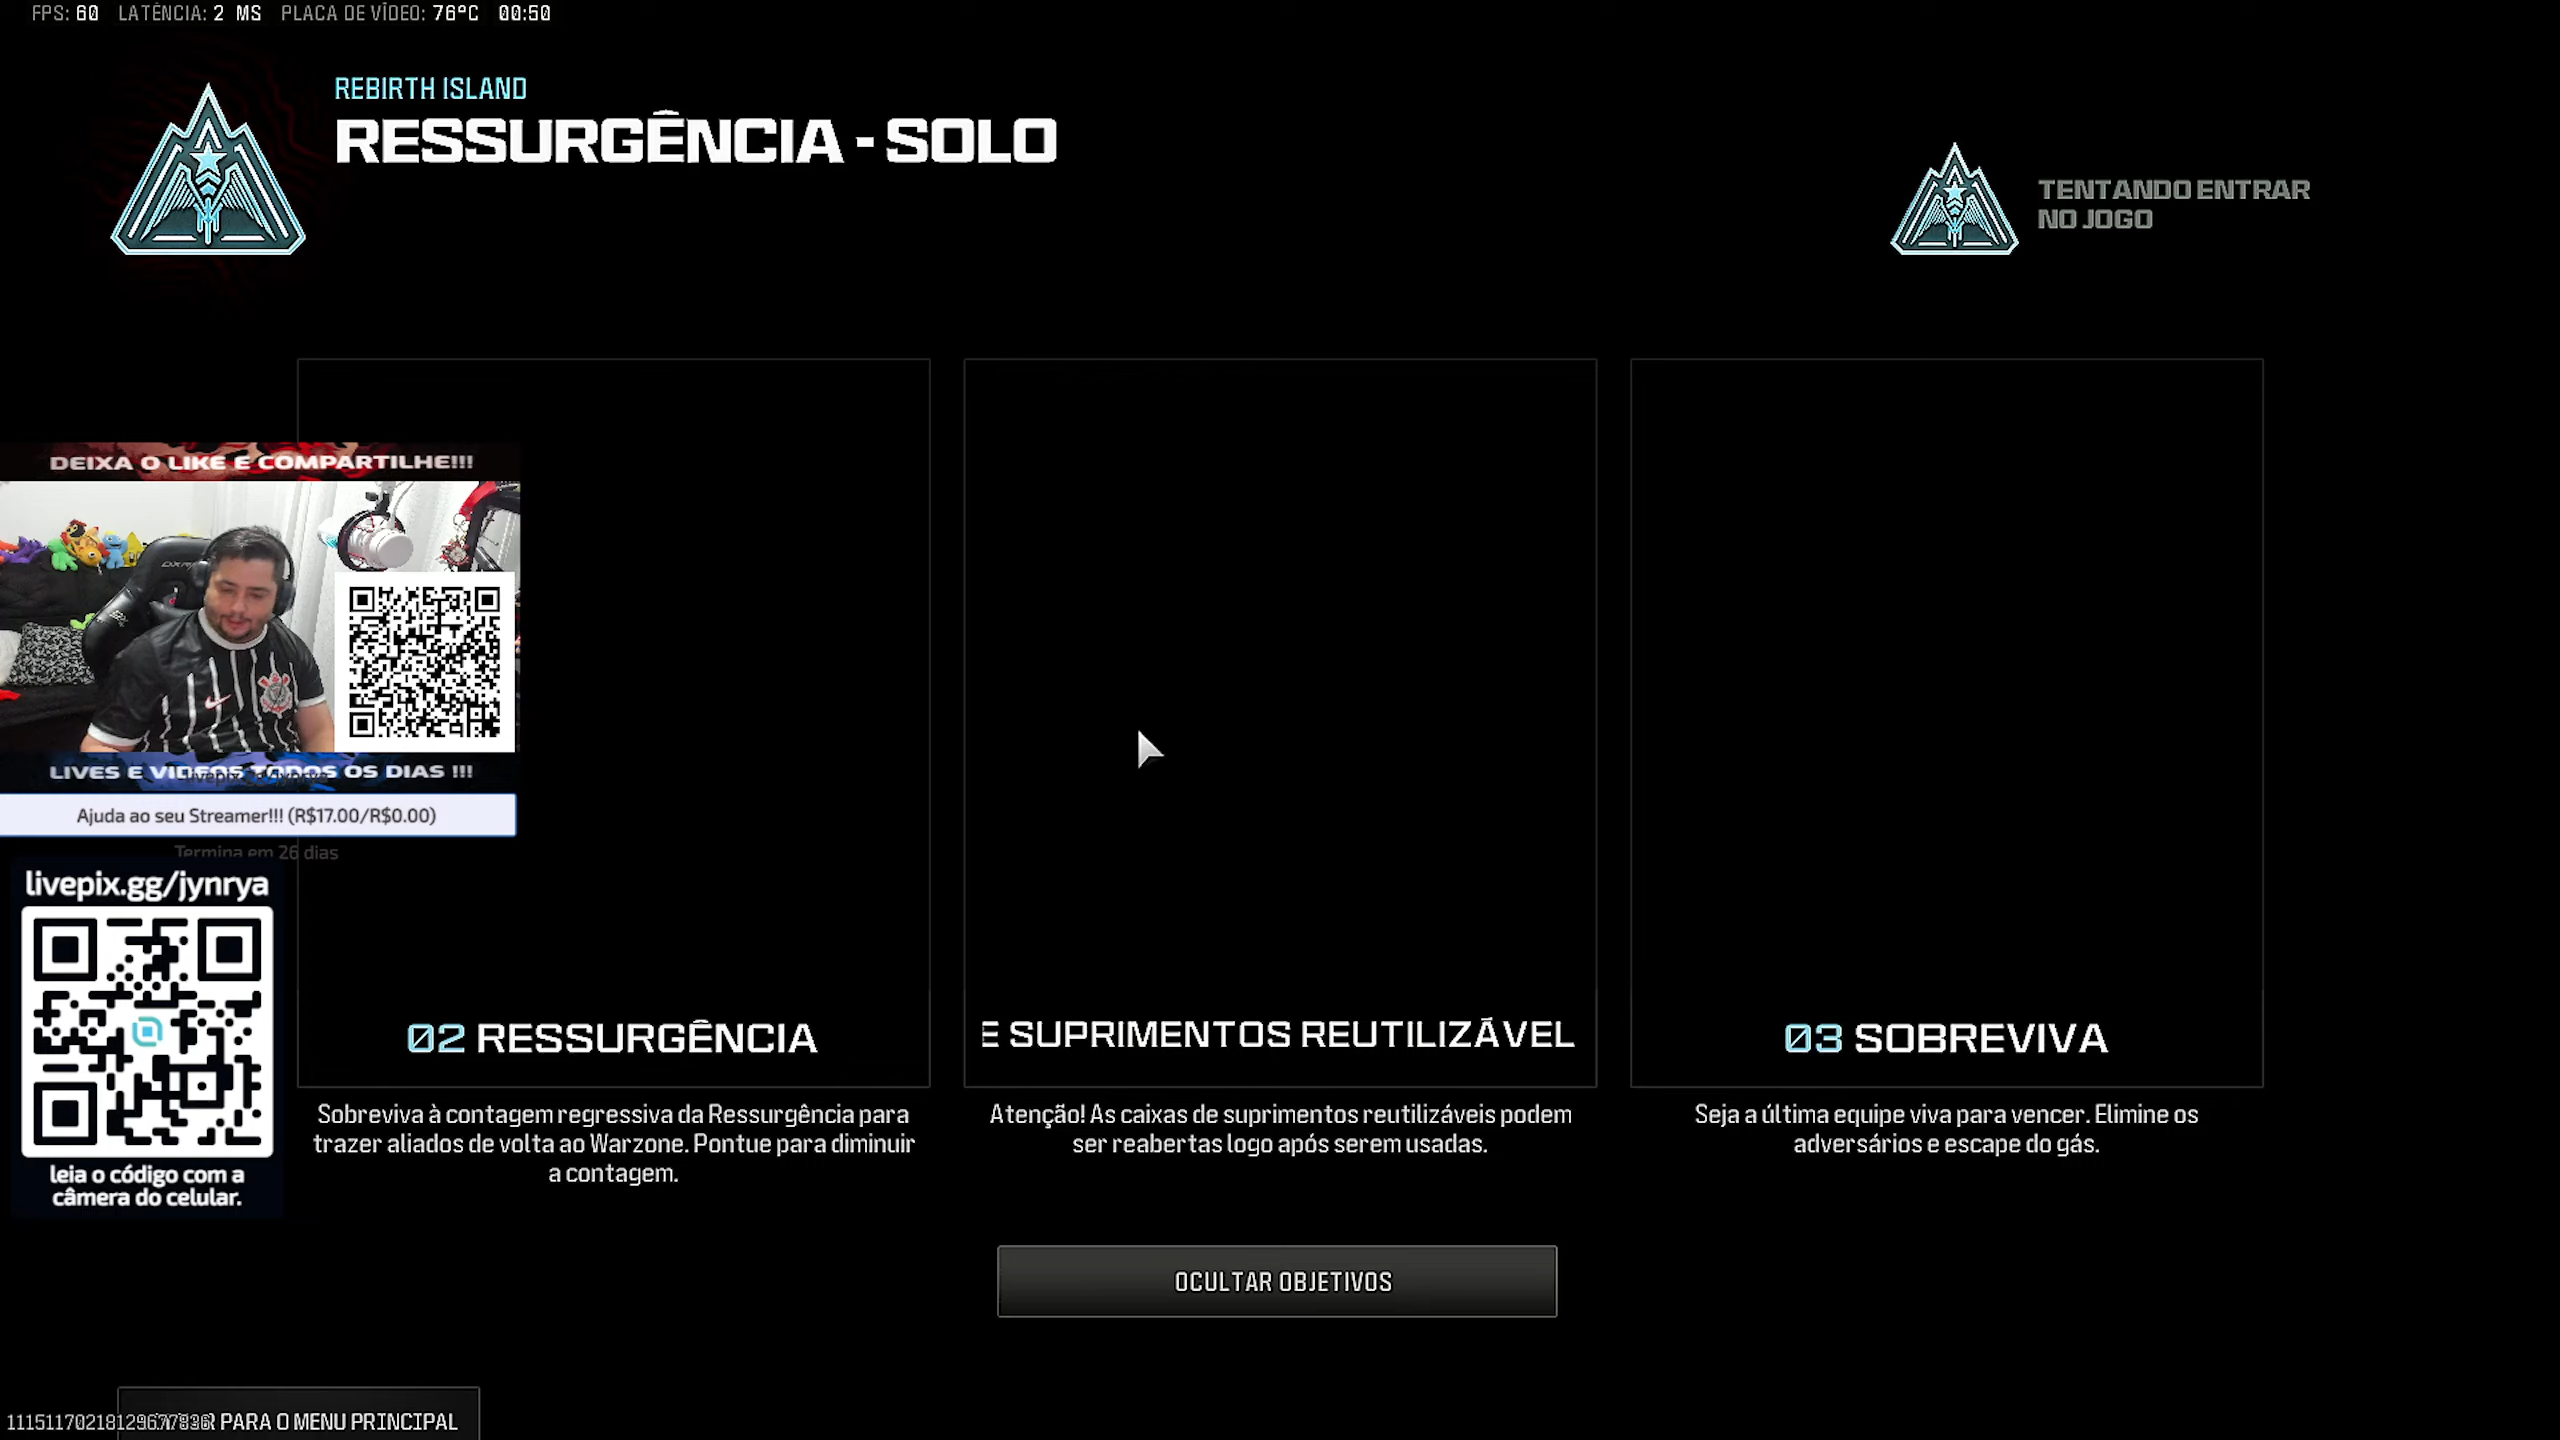 FPS: 60 LATÊNCIA: 2 MS PLACA DE VÍDEO: 76ºC 00:50
REBIRTH ISLAND
RESSURGÊNCIA - SOLO
TENTANDO ENTRAR
NO JOGO
DEIXA O LIKE E COMPARTILHE!!!
LIVES E VIDEOS TODOS OS DIAS !!!
Ajuda ao seu Streamer!!! (R$17.00/R$0.00)
Termina em 26 dias
livepix.gg/jynrya
leia o código com a
câmera do celular.
02 RESSURGÊNCIA
Sobreviva à contagem regressiva da Ressurgência para
trazer aliados de volta ao Warzone. Pontue para diminuir
a contagem.
E SUPRIMENTOS REUTILIZÁVEL
Atenção! As caixas de suprimentos reutilizáveis podem
ser reabertas logo após serem usadas.
03 SOBREVIVA
Seja a última equipe viva para vencer. Elimine os
adversários e escape do gás.
OCULTAR OBJETIVOS
PARA O MENU PRINCIPAL